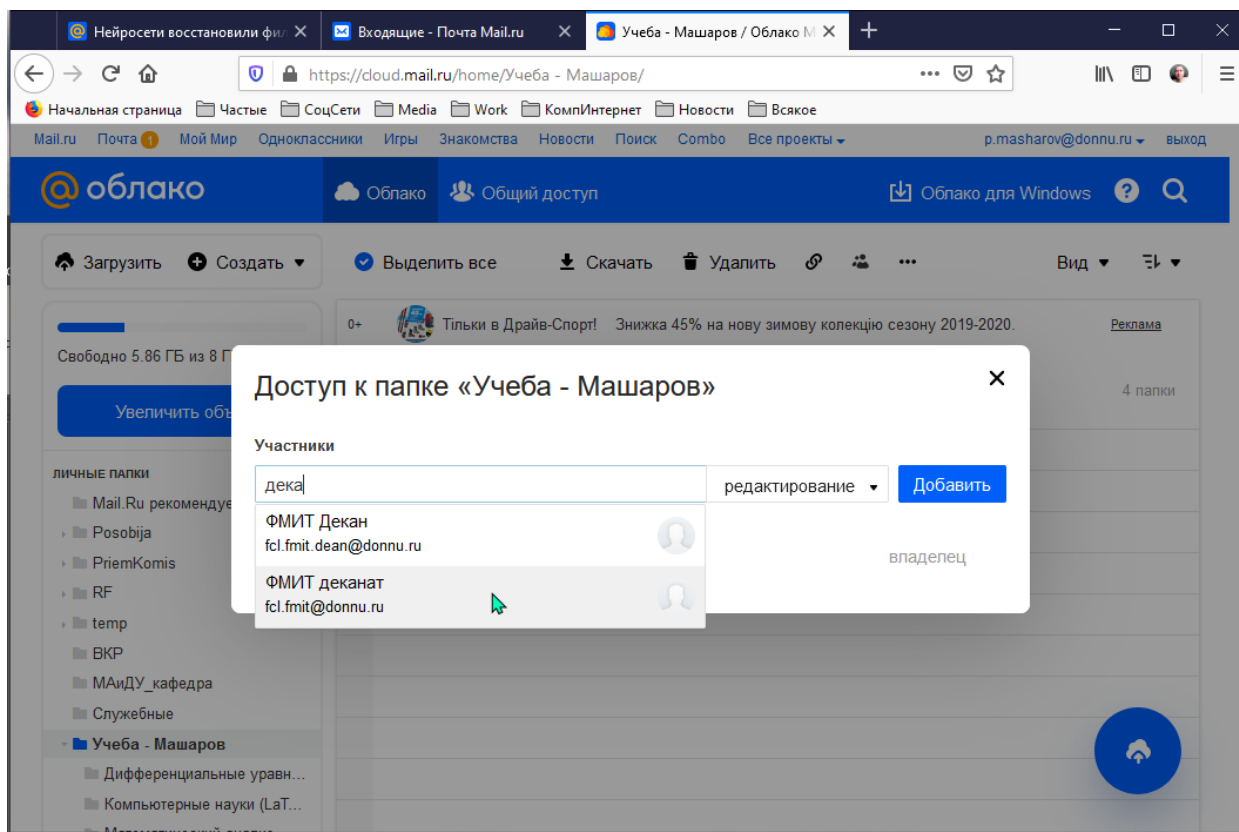 Нейросети восстановили фил
Входящие - Почта Mail.ru
Учеба - Машаров / Облако М
https://cloud.mail.ru/home/Учеба - Машаров/
Начальная страница Частые СоцСети Media Work КомпИнтернет Новости Всякое
Mail.ru Почта 1 Мой Мир Одноклассники Игры Знакомства Новости Поиск Combo Все проекты p.masharov@donnu.ru выход
@ облако Облако Общий доступ Облако для Windows ?
Загрузить Создать Выделить все Скачать Удалить ••• Вид
0+ Тільки в Драйв-Спорт! Знижка 45% на нову зимову колекцію сезону 2019-2020. Реклама
Свободно 5.86 ГБ из 8 Г
Увеличить объ
4 папки
Доступ к папке «Учеба - Машаров»
Участники
дека редактирование Добавить
ФМИТ Декан
fcl.fmit.dean@donnu.ru
владелец
ФМИТ деканат
fcl.fmit@donnu.ru
ЛИЧНЫЕ ПАПКИ
Mail.Ru рекомендуе
Posobija
PriemKomis
RF
temp
ВКР
МАиДУ_кафедра
Служебные
Учеба - Машаров
Дифференциальные уравн...
Компьютерные науки (LaT...